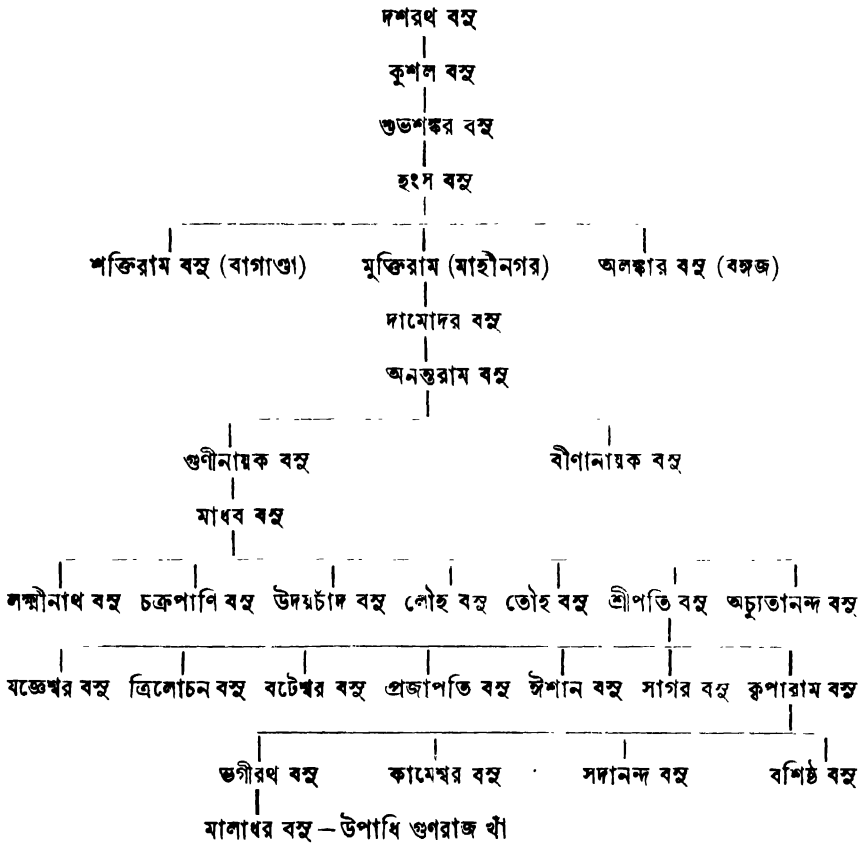 দশরথ বসু
কুশল বসু
শুভশঙ্কর বসু
হংস বসু
শক্তিরাম বসু (বাগাণ্ডা) মুক্তিরাম (মাহীনগর) অলঙ্কার বসু (বঙ্গজ)
দামোদর বসু
অনন্তরাম বসু
গুণীনায়ক বসু বীণানায়ক বসু
মাধব বসু
লক্ষ্মীনাথ বসু চক্রপাণি বসু উদয়চাঁদ বসু লৌহ বসু তৌহ বসু শ্রীপতি বসু অচ্যুতানন্দ বসু
যজ্ঞেশ্বর বসু ত্রিলোচন বসু বটেশ্বর বসু প্রজাপতি বসু ঈশান বসু সাগর বসু কৃপারাম বসু
ভগীরথ বসু কামেশ্বর বসু সদানন্দ বসু বশিষ্ঠ বসু
মালাধর বসু – উপাধি গুণরাজ খাঁ